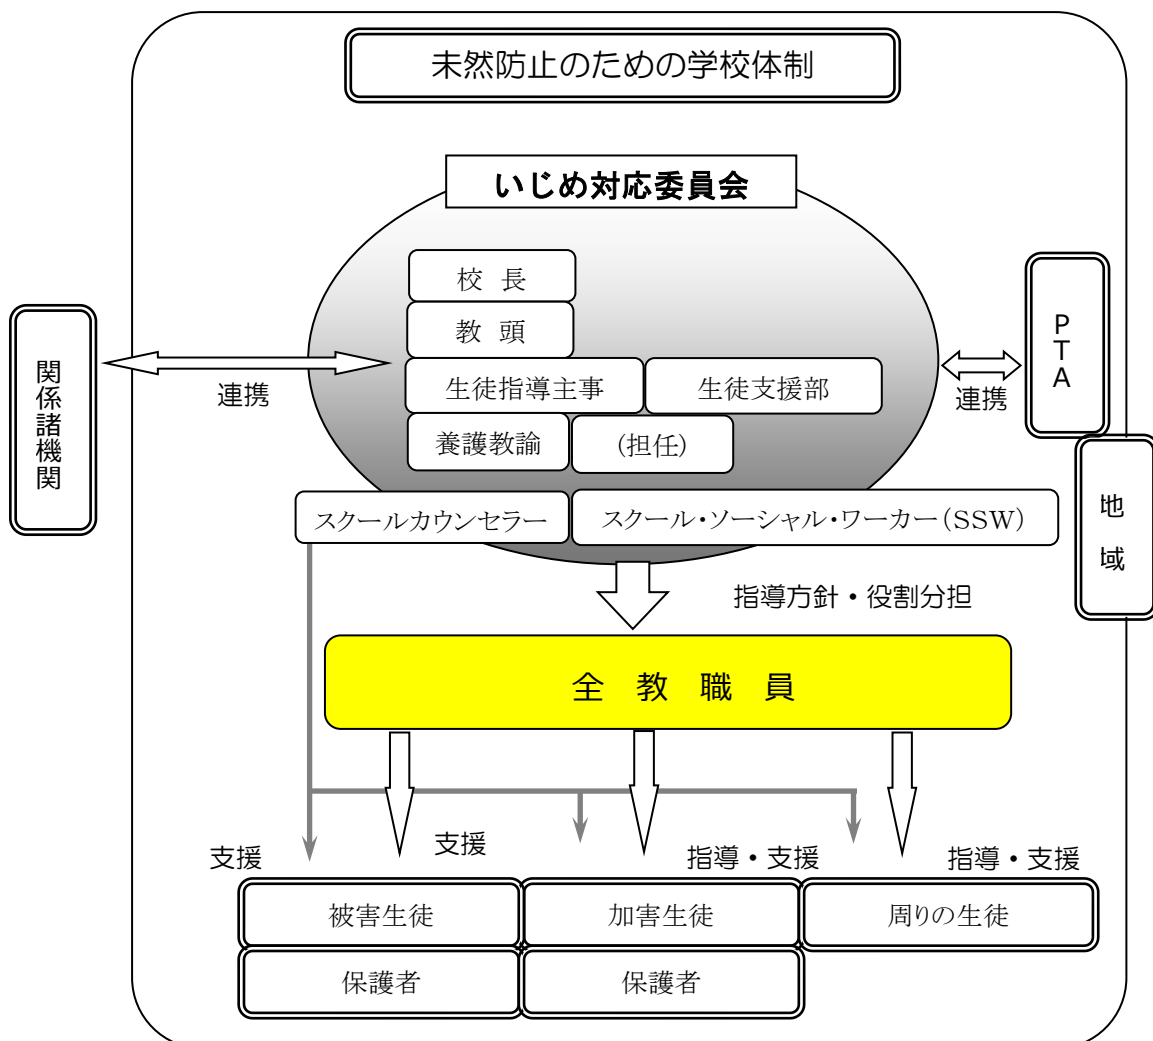 未然防止のための学校体制
いじめ対応委員会
校 長
教 頭
生徒指導主事
生徒支援部
養護教諭
(担任)
スクールカウンセラー
スクール・ソーシャル・ワーカー(SSW)
関係諸機関
連携
連携
PTA
地域
指導方針・役割分担
全 教 職 員
支援
支援
指導・支援
指導・支援
被害生徒
加害生徒
周りの生徒
保護者
保護者